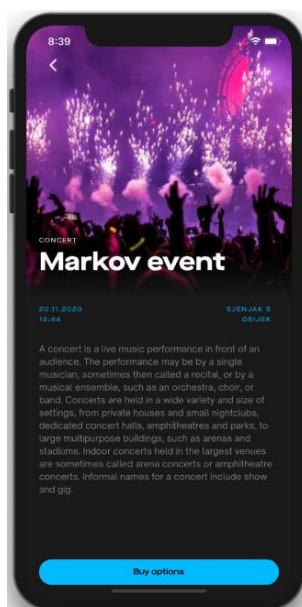 8:39
CONCERT
Markov event
20.11.2020
SJENJAK 5
13:44
OSIJEK
A concert is a live music performance in front of an
audience. The performance may be by a single
musician, sometimes then called a recital, or by a
musical ensemble, such as an orchestra, choir, or
band. Concerts are held in a wide variety and size of
settings, from private houses and small nightclubs,
dedicated concert halls, amphitheatres and parks, to
large multipurpose buildings, such as arenas and
stadiums. Indoor concerts held in the largest venues
are sometimes called arena concerts or amphitheatre
concerts. Informal names for a concert include show
and gig.
Buy options